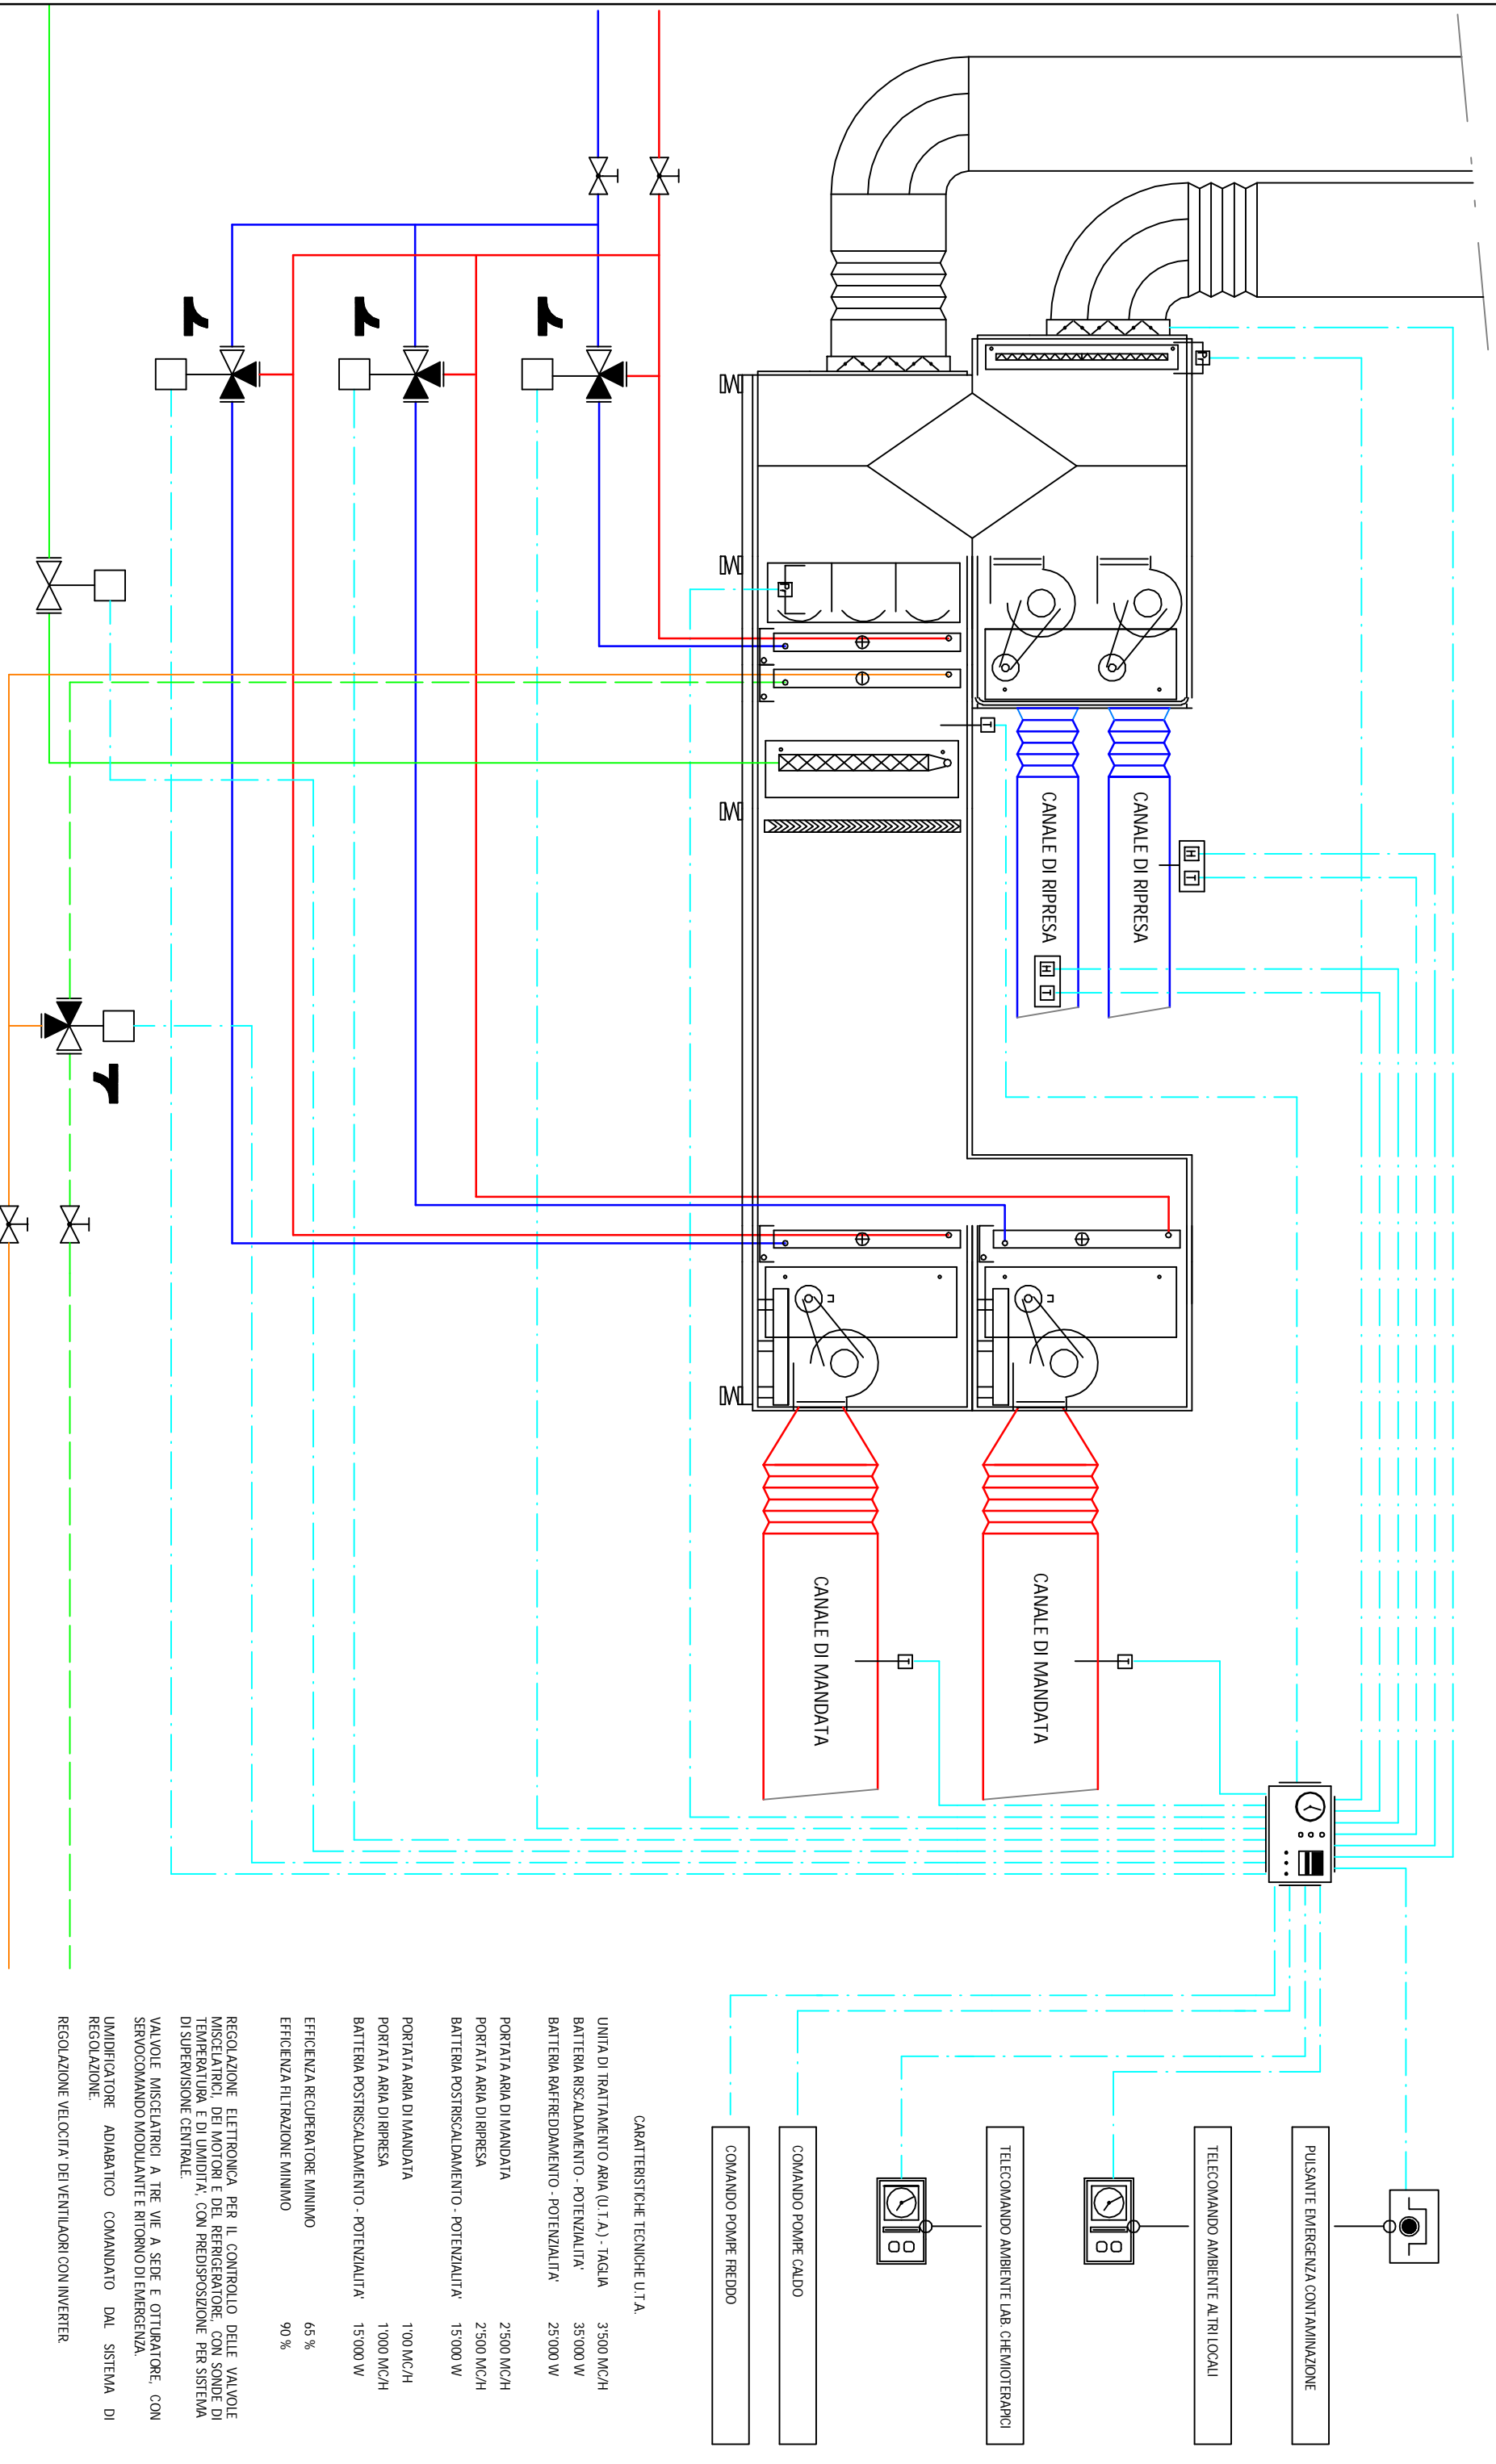 CANALE DI RIPRESA
CANALE DI RIPRESA
H T
H T
T
CANALE DI MANDATA
CANALE DI MANDATA
T
T
P
P
PULSANTE EMERGENZA CONTAMINAZIONE
TELECOMANDO AMBIENTE ALTRI LOCALI
TELECOMANDO AMBIENTE LAB. CHEMIOTERAPICI
COMANDO POMPE CALDO
COMANDO POMPE FREDDO
CARATTERISTICHE TECNICHE U.T.A.
UNITA DI TRATTAMENTO ARIA (U.T.A.) - TAGLIA 3'500 MC/H
BATTERIA RISCALDAMENTO - POTENZIALITA' 35'000 W
BATTERIA RAFFREDDAMENTO - POTENZIALITA' 25'000 W
PORTATA ARIA DI MANDATA 2'500 MC/H
PORTATA ARIA DI RIPRESA 2'500 MC/H
BATTERIA POSTRISCALDAMENTO - POTENZIALITA' 15'000 W
PORTATA ARIA DI MANDATA 1'00 MC/H
PORTATA ARIA DI RIPRESA 1'000 MC/H
BATTERIA POSTRISCALDAMENTO - POTENZIALITA' 15'000 W
EFFICIENZA RECUPERATORE MINIMO 65 %
EFFICIENZA FILTRAZIONE MINIMO 90 %
REGOLAZIONE ELETTRONICA PER IL CONTROLLO DELLE VALVOLE
MISCELATRICI, DEI MOTORI E DEL REFRIGERATORE, CON SONDE DI
TEMPERATURA E DI UMIDITA', CON PREDISPOSIZIONE PER SISTEMA
DI SUPERVISIONE CENTRALE.
VALVOLE MISCELATRICI A TRE VIE A SEDE E OTTURATORE, CON
SERVOCOMANDO MODULANTE E RITORNO DI EMERGENZA.
UMIDIFICATORE ADIABATICO COMANDATO DAL SISTEMA DI
REGOLAZIONE.
REGOLAZIONE VELOCITA' DEI VENTILAORI CON INVERTER.